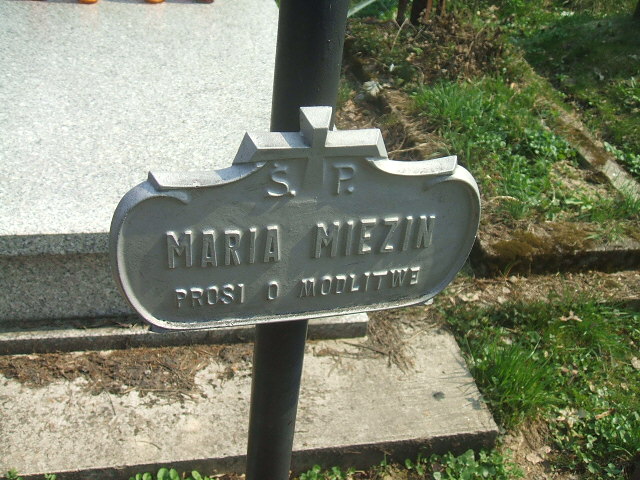 Ś. P.
MARIA MIEZIN
PROSI O MODLITWE